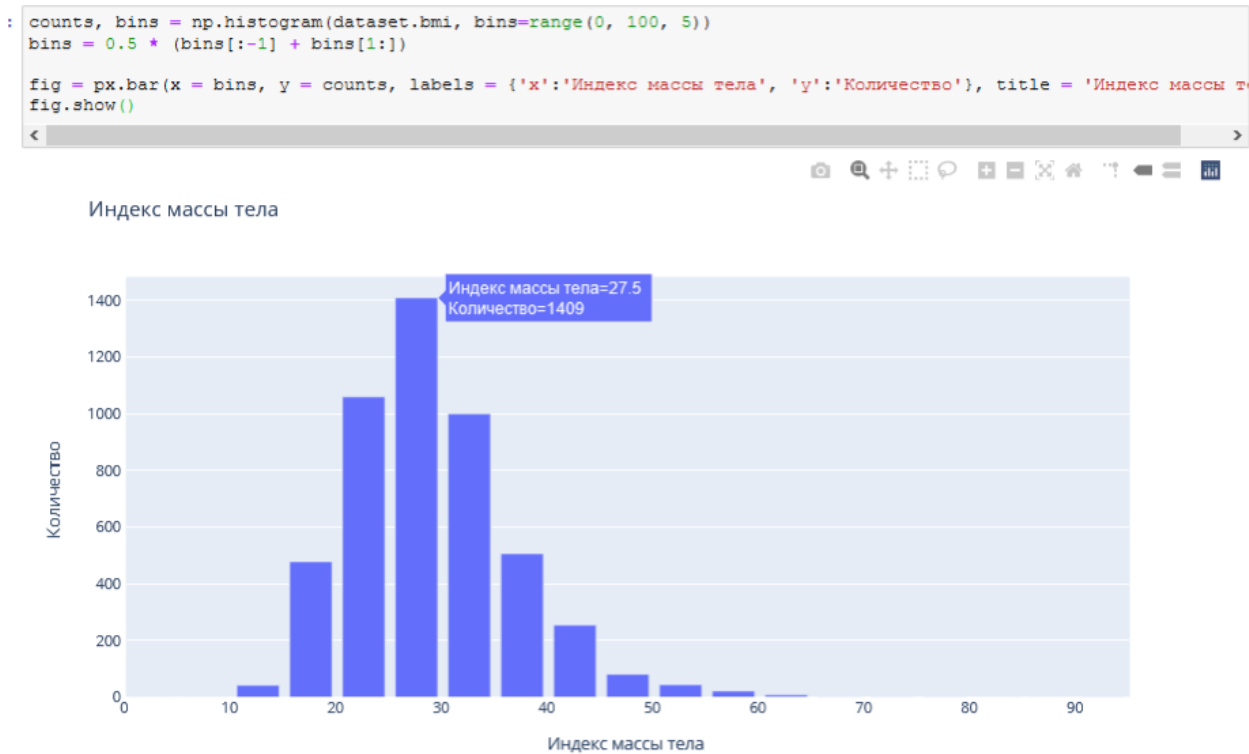 : counts, bins = np.histogram(dataset.bmi, bins=range(0, 100, 5))
bins = 0.5 * (bins[:-1] + bins[1:])
fig = px.bar(x = bins, y = counts, labels = {'x':'Индекс массы тела', 'y':'Количество'}, title = 'Индекс массы
fig.show()
Индекс массы тела
Индекс массы тела=27.5
Количество=1409
1400
1200
1000
800
600
400
200
0
Количество
0 10 20 30 40 50 60 70 80 90
Индекс массы тела